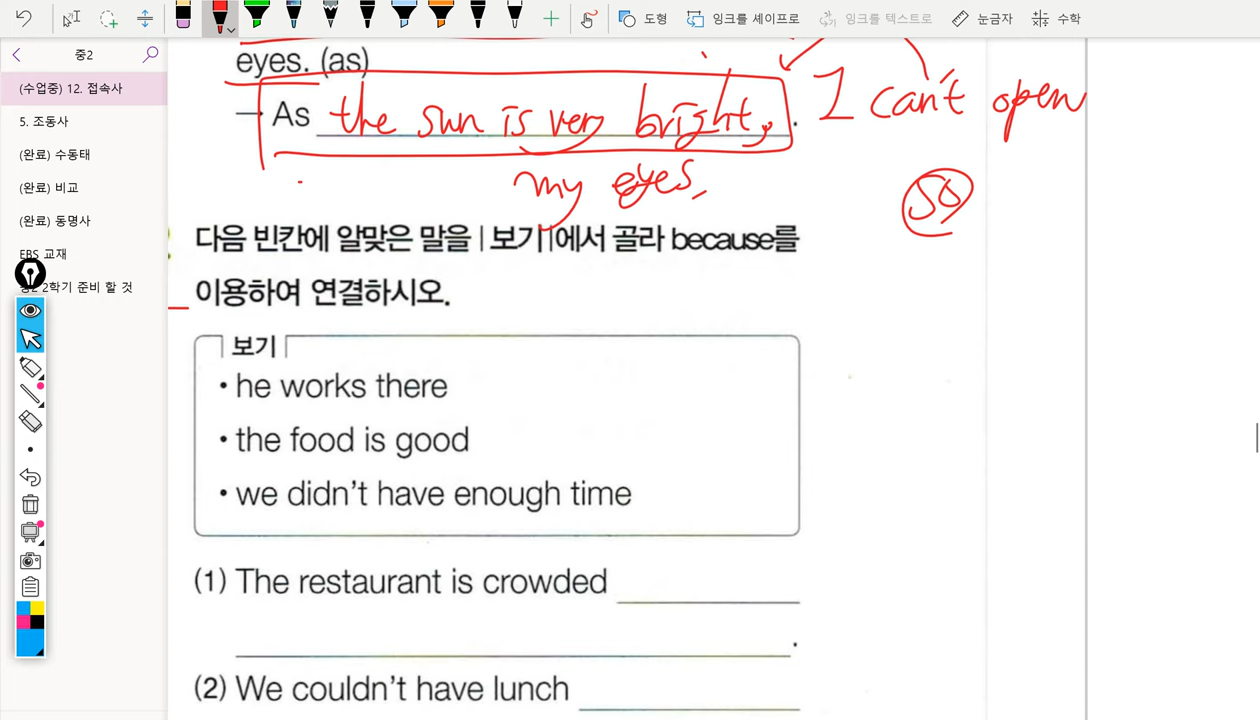 도형
잉크를 셰이프로
잉크를 텍스트로
눈금자
수학
중2
(수업중) 12. 접속사
5. 조동사
(완료) 수동태
(완료) 비교
(완료) 동명사
EBS 교재
2학기 준비 할 것
eyes. (as)
→ As the sun is very bright, . I can't open
my eyes.
so
다음 빈칸에 알맞은 말을 |보기|에서 골라 because를
이용하여 연결하시오.
보기
• he works there
• the food is good
• we didn't have enough time
(1) The restaurant is crowded
.
(2) We couldn't have lunch